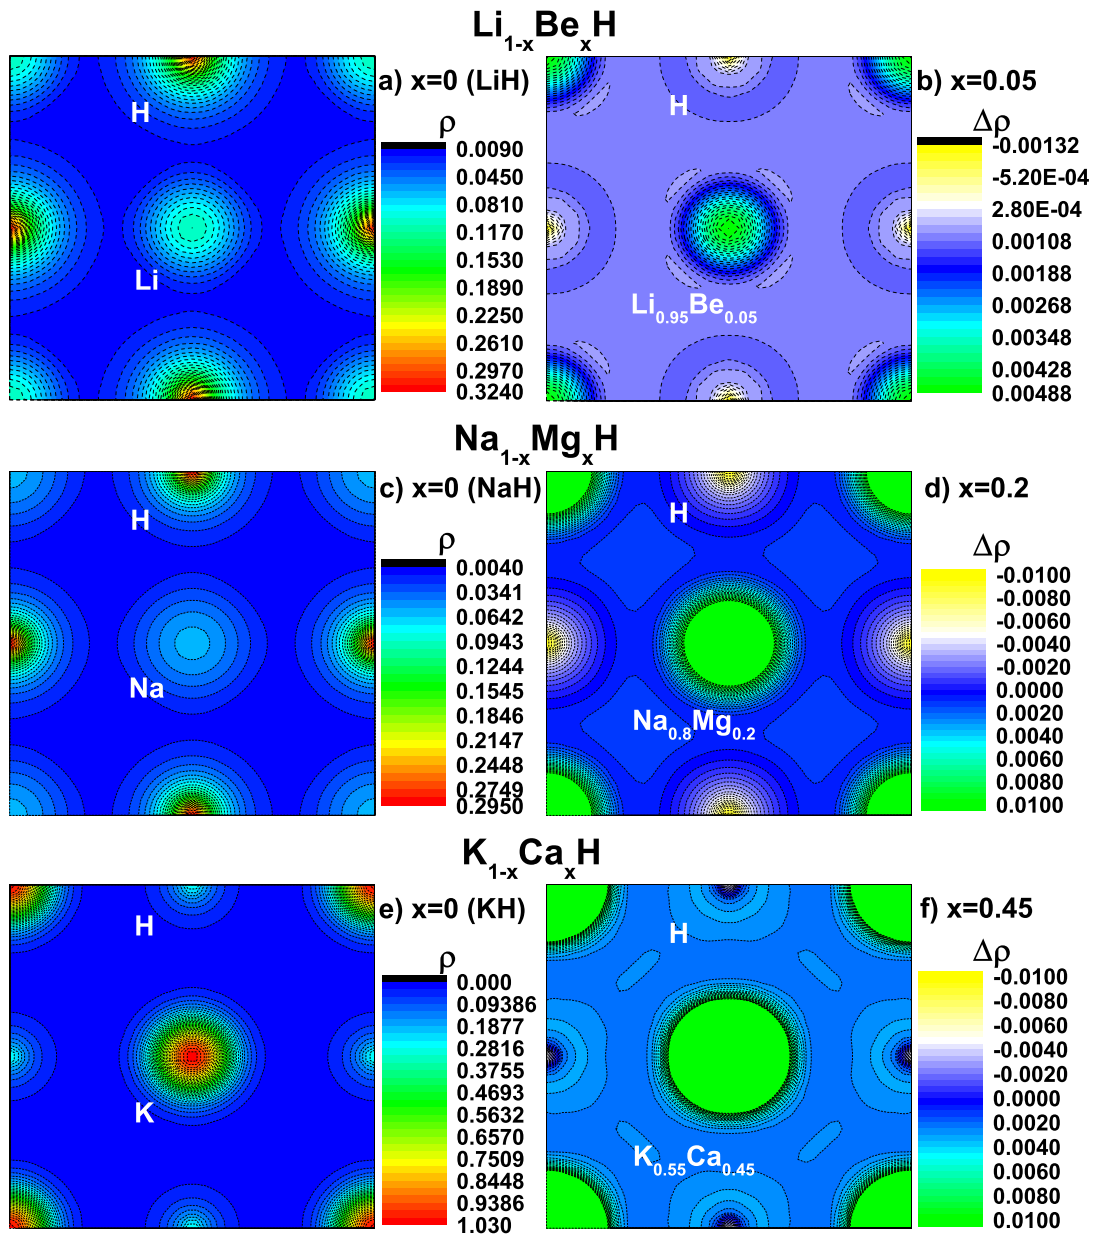 Li1-xBexH
a) x=0 (LiH)
H
Li
ρ
0.0090
0.0450
0.0810
0.1170
0.1530
0.1890
0.2250
0.2610
0.2970
0.3240
b) x=0.05
H
Li0.95Be0.05
Δρ
-0.00132
-5.20E-04
2.80E-04
0.00108
0.00188
0.00268
0.00348
0.00428
0.00488
Na1-xMgxH
c) x=0 (NaH)
H
Na
ρ
0.0040
0.0341
0.0642
0.0943
0.1244
0.1545
0.1846
0.2147
0.2448
0.2749
0.2950
d) x=0.2
H
Na0.8Mg0.2
Δρ
-0.0100
-0.0080
-0.0060
-0.0040
-0.0020
0.0000
0.0020
0.0040
0.0060
0.0080
0.0100
K1-xCaxH
e) x=0 (KH)
H
K
ρ
0.000
0.09386
0.1877
0.2816
0.3755
0.4693
0.5632
0.6570
0.7509
0.8448
0.9386
1.030
f) x=0.45
H
K0.55Ca0.45
Δρ
-0.0100
-0.0080
-0.0060
-0.0040
-0.0020
0.0000
0.0020
0.0040
0.0060
0.0080
0.0100